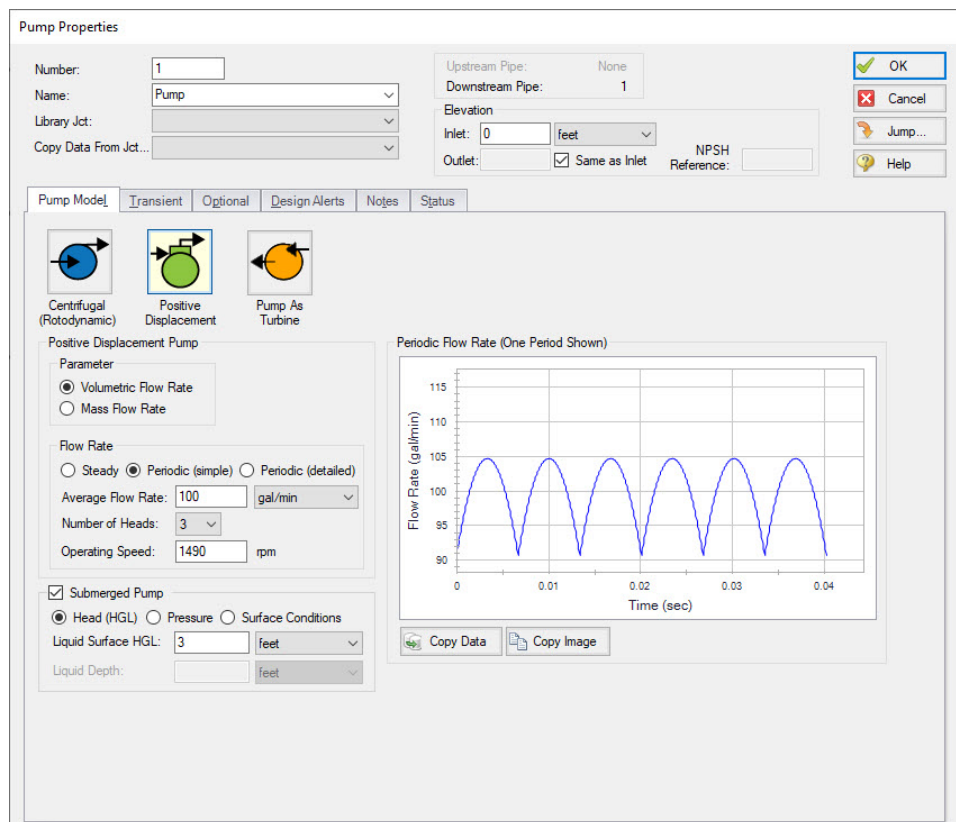 Pump Properties
Number: 1
Name: Pump
Library Jct:
Copy Data From Jct...
Upstream Pipe: None
Downstream Pipe: 1
Elevation
Inlet: 0 feet
Outlet: Same as Inlet NPSH Reference:
OK
Cancel
Jump...
Help
Pump Model Transient Optional Design Alerts Notes Status
Centrifugal (Rotodynamic)
Positive Displacement
Pump As Turbine
Positive Displacement Pump
Parameter
Volumetric Flow Rate
Mass Flow Rate
Flow Rate
Steady Periodic (simple) Periodic (detailed)
Average Flow Rate: 100 gal/min
Number of Heads: 3
Operating Speed: 1490 rpm
Submerged Pump
Head (HGL) Pressure Surface Conditions
Liquid Surface HGL: 3 feet
Liquid Depth: feet
Periodic Flow Rate (One Period Shown)
Flow Rate (gal/min)
115
110
105
100
95
90
0 0.01 0.02 0.03 0.04
Time (sec)
Copy Data Copy Image